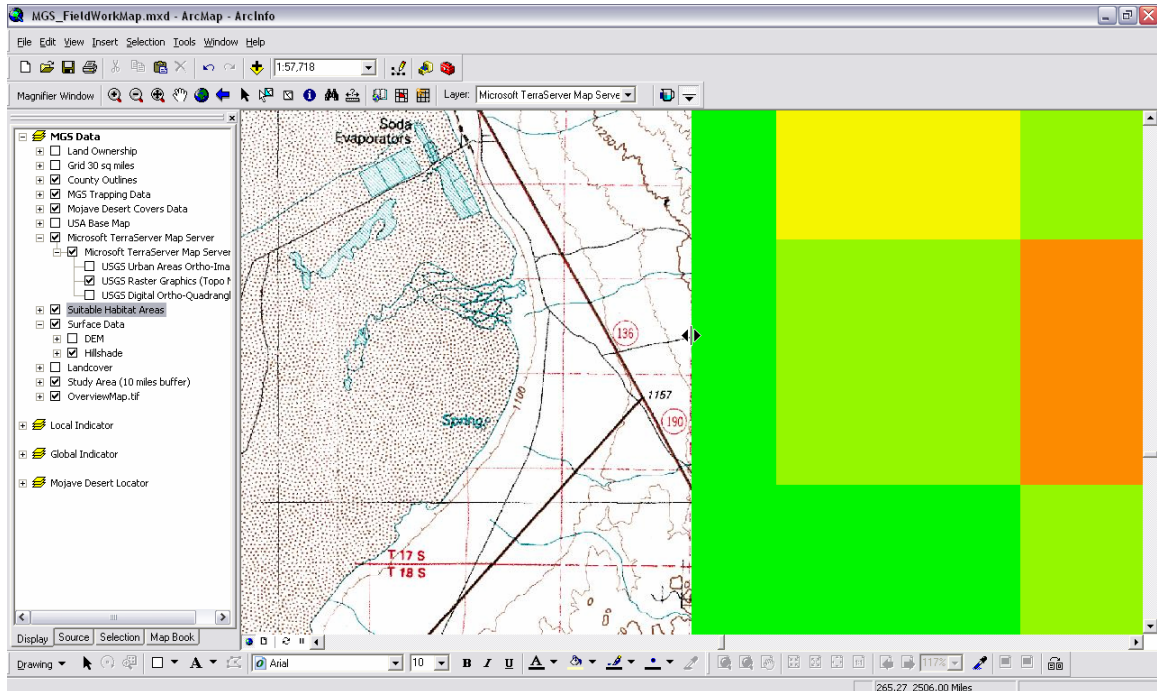 MGS_FieldWorkMap.mxd - ArcMap - ArcInfo
File Edit View Insert Selection Tools Window Help
1:57,718
Magnifier Window
Layer: Microsoft TerraServer Map Serve
MGS Data
Land Ownership
Grid 30 sq miles
County Outlines
MGS Trapping Data
Mojave Desert Covers Data
USA Base Map
Microsoft TerraServer Map Server
Microsoft TerraServer Map Server
USGS Urban Areas Ortho-Ima
USGS Raster Graphics (Topo M
USGS Digital Ortho-Quadrangl
Suitable Habitat Areas
Surface Data
DEM
Hillshade
Landcover
Study Area (10 miles buffer)
OverviewMap.tif
Local Indicator
Global Indicator
Mojave Desert Locator
Soda
Evaporators
1250
136
1100
1157
190
Spring
T 17 S
T 18 S
Display Source Selection Map Book
Drawing A Arial 10 B I U A 117%
265.27 2506.00 Miles